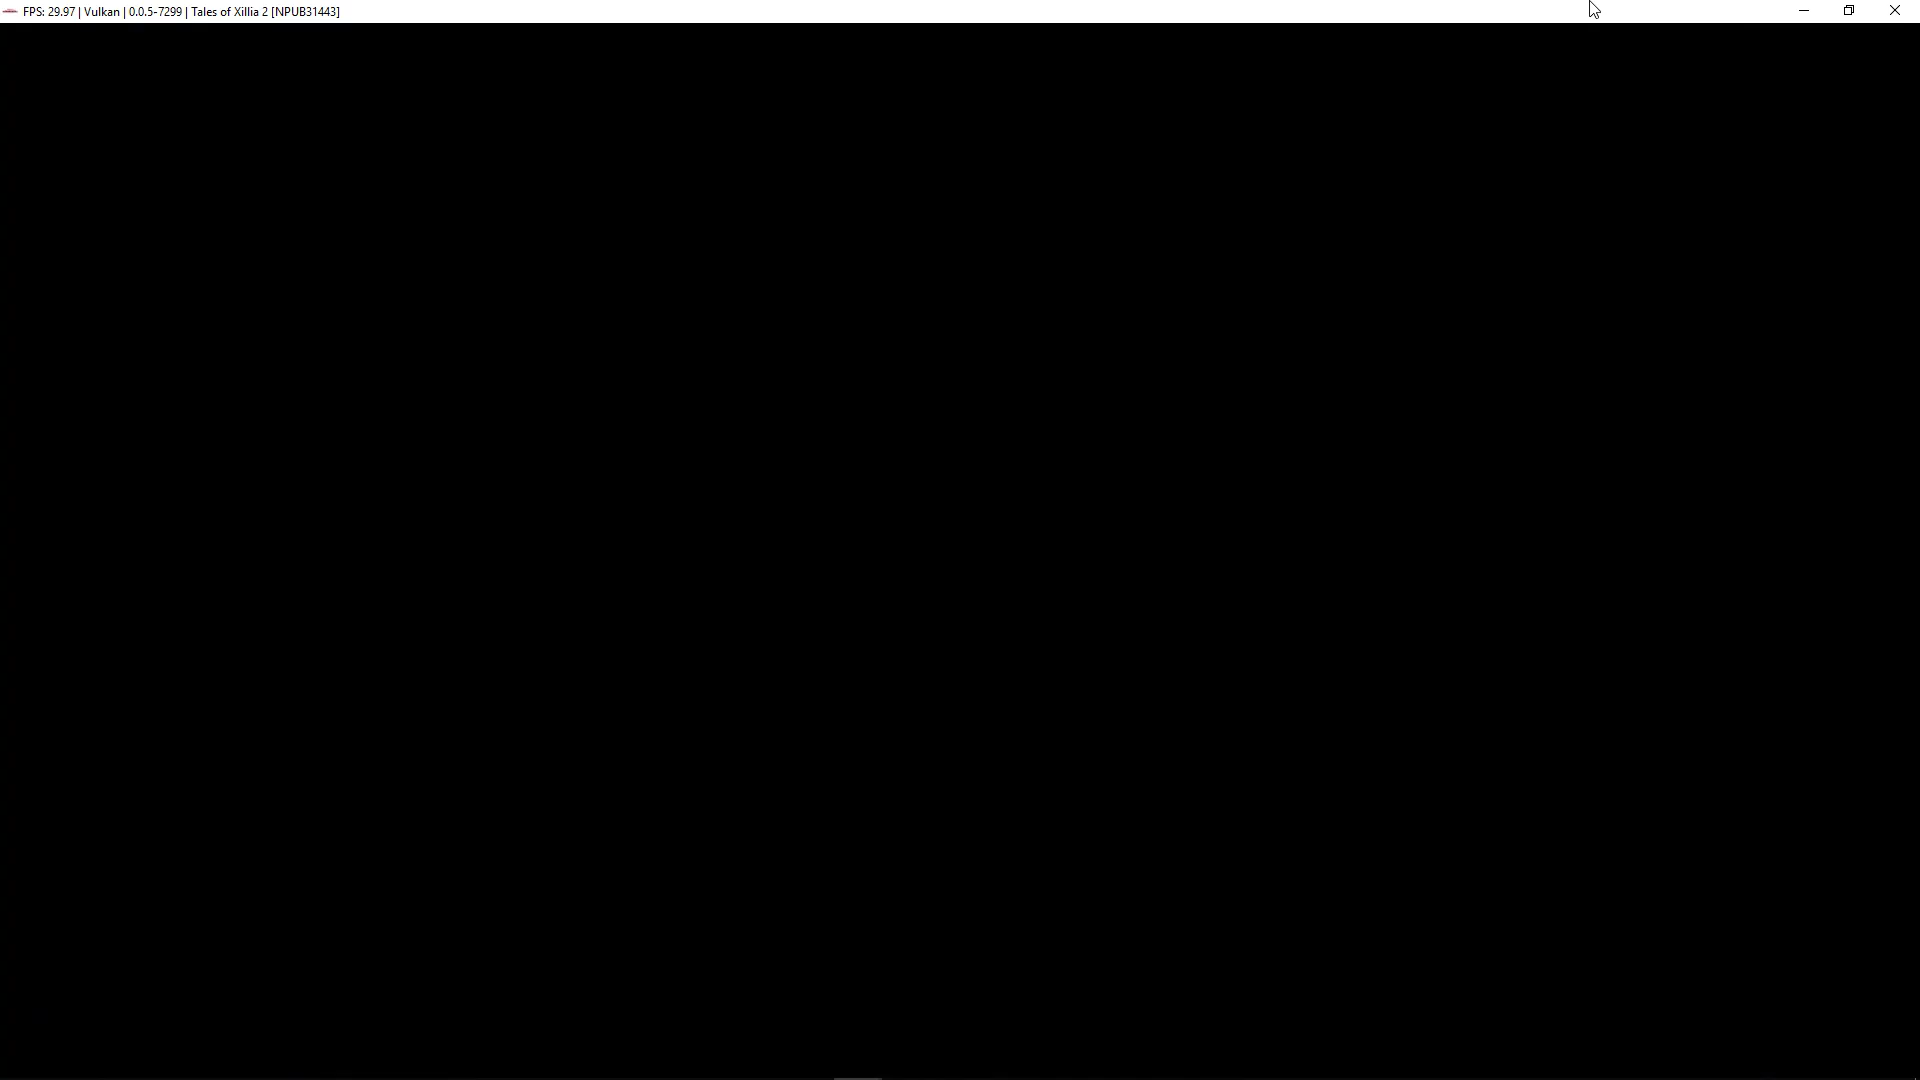 FPS: 29.97 | Vulkan | 0.0.5-7299 | Tales of Xillia 2 [NPUB31443]